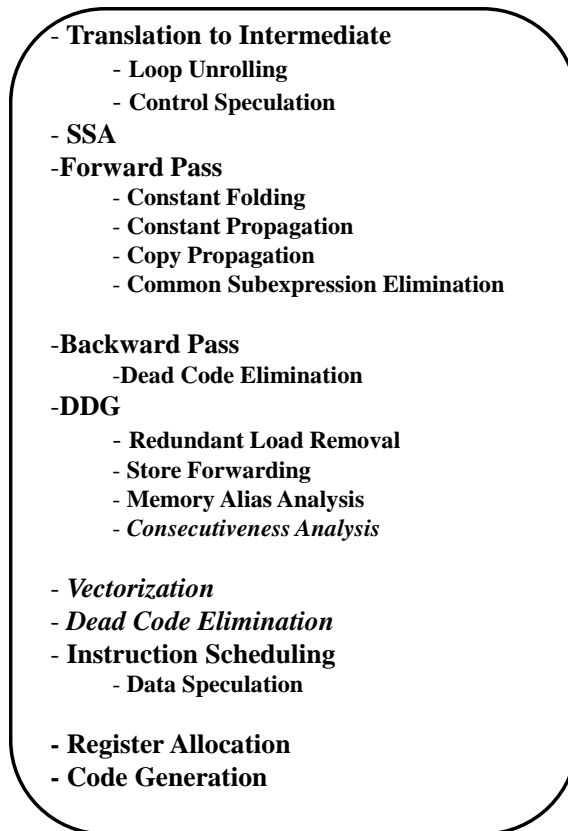 - Translation to Intermediate
- Loop Unrolling
- Control Speculation
- SSA
-Forward Pass
- Constant Folding
- Constant Propagation
- Copy Propagation
- Common Subexpression Elimination
-Backward Pass
-Dead Code Elimination
-DDG
- Redundant Load Removal
- Store Forwarding
- Memory Alias Analysis
- Consecutiveness Analysis
- Vectorization
- Dead Code Elimination
- Instruction Scheduling
- Data Speculation
- Register Allocation
- Code Generation